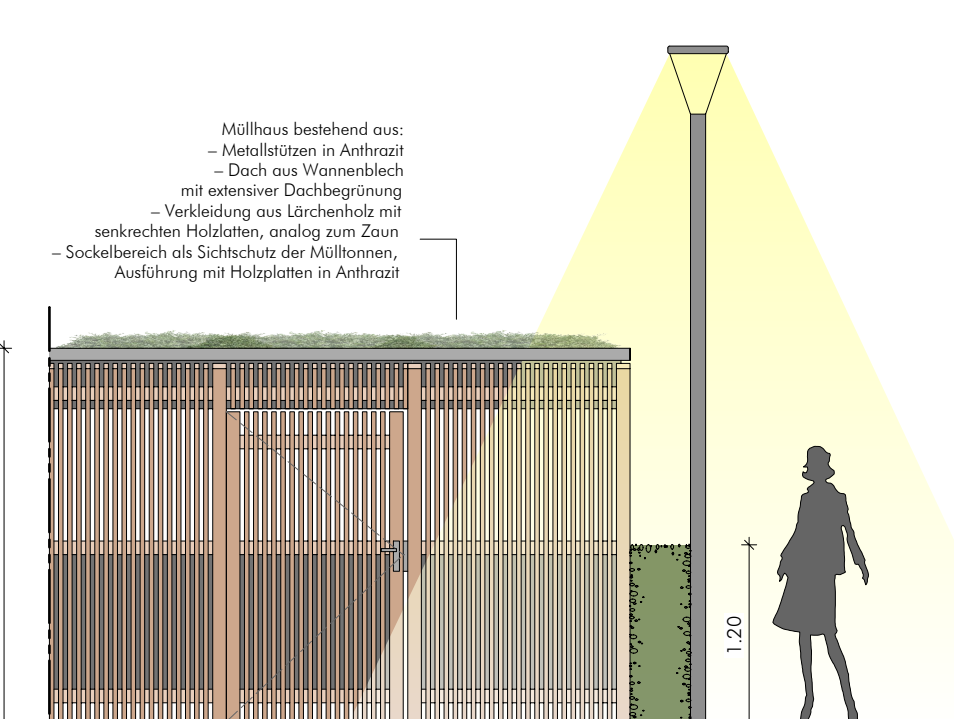 Müllhaus bestehend aus:
– Metallstützen in Anthrazit
– Dach aus Wannenblech
mit extensiver Dachbegrünung
– Verkleidung aus Lärchenholz mit
senkrechten Holzlatten, analog zum Zaun
– Sockelbereich als Sichtschutz der Mülltonnen,
Ausführung mit Holzplatten in Anthrazit
1.20